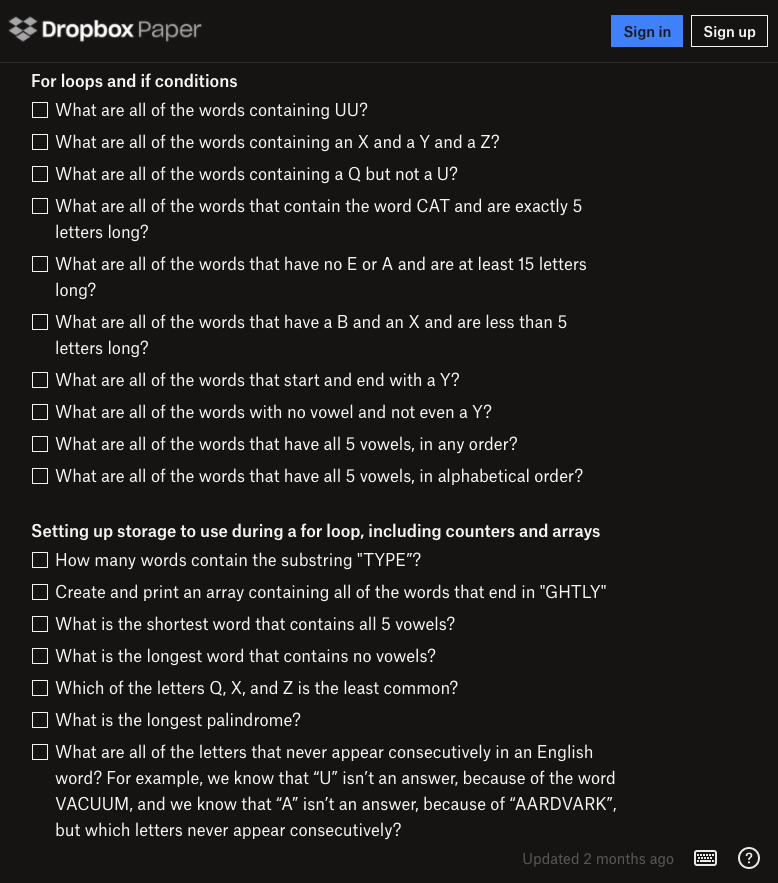 Dropbox Paper
Sign in
Sign up
For loops and if conditions
What are all of the words containing UU?
What are all of the words containing an X and a Y and a Z?
What are all of the words containing a Q but not a U?
What are all of the words that contain the word CAT and are exactly 5
letters long?
What are all of the words that have no E or A and are at least 15 letters
long?
What are all of the words that have a B and an X and are less than 5
letters long?
What are all of the words that start and end with a Y?
What are all of the words with no vowel and not even a Y?
What are all of the words that have all 5 vowels, in any order?
What are all of the words that have all 5 vowels, in alphabetical order?
Setting up storage to use during a for loop, including counters and arrays
How many words contain the substring "TYPE”?
Create and print an array containing all of the words that end in "GHTLY"
What is the shortest word that contains all 5 vowels?
What is the longest word that contains no vowels?
Which of the letters Q, X, and Z is the least common?
What is the longest palindrome?
What are all of the letters that never appear consecutively in an English
word? For example, we know that “U” isn’t an answer, because of the word
VACUUM, and we know that “A” isn’t an answer, because of “AARDVARK”,
but which letters never appear consecutively?
Updated 2 months ago
?